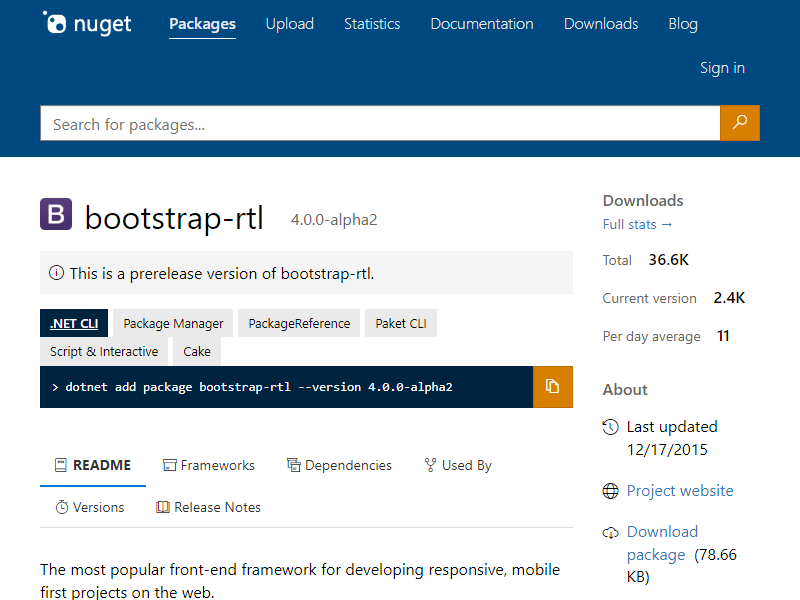 nuget
Packages Upload Statistics Documentation Downloads Blog
Sign in
Search for packages...
B
bootstrap-rtl 4.0.0-alpha2
This is a prerelease version of bootstrap-rtl.
.NET CLI Package Manager PackageReference Paket CLI
Script & Interactive Cake
> dotnet add package bootstrap-rtl --version 4.0.0-alpha2
README Frameworks Dependencies Used By
Versions Release Notes
The most popular front-end framework for developing responsive, mobile
first projects on the web.
Downloads
Full stats →
Total 36.6K
Current version 2.4K
Per day average 11
About
Last updated
12/17/2015
Project website
Download
package (78.66
KB)